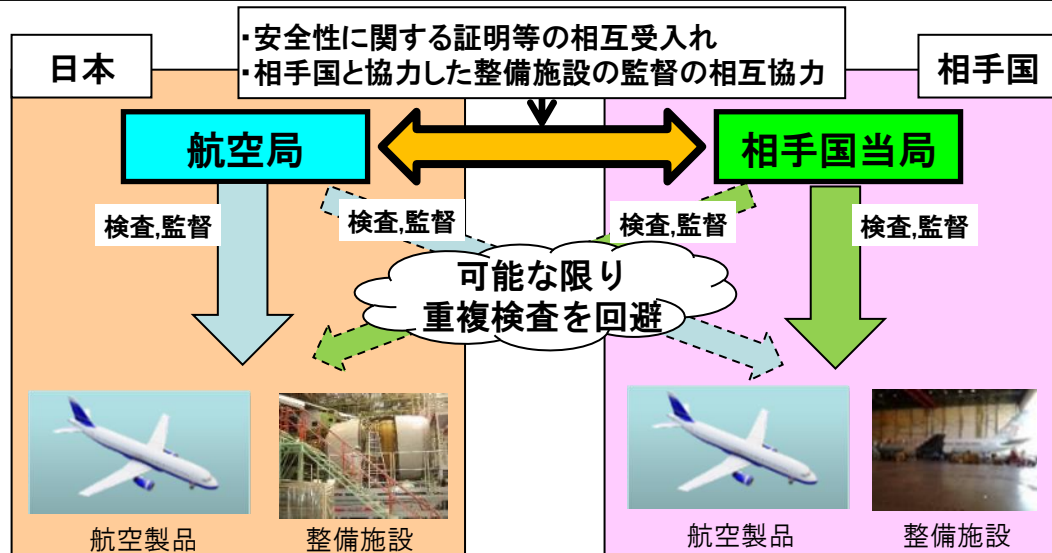 ・安全性に関する証明等の相互受入れ
・相手国と協力した整備施設の監督の相互協力
日本
相手国
航空局
相手国当局
検査,監督
検査,監督
検査,監督
検査,監督
可能な限り
重複検査を回避
航空製品
整備施設
航空製品
整備施設